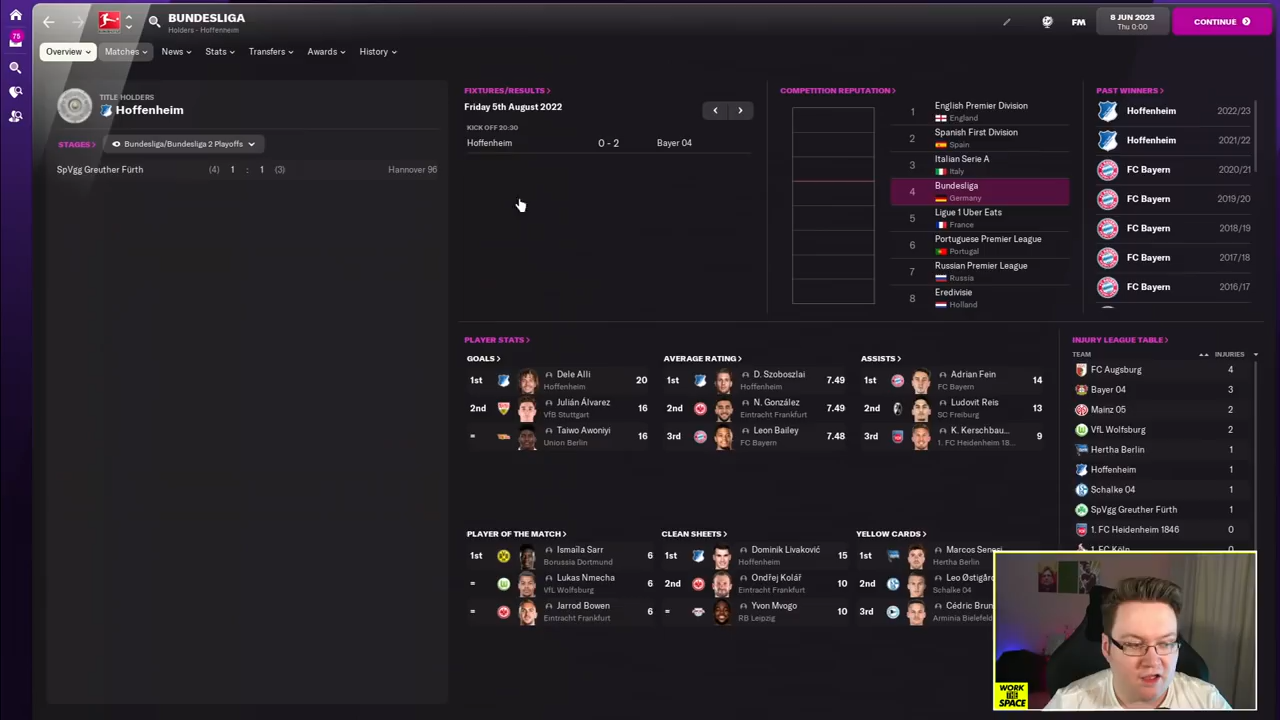 BUNDESLIGA
Holders - Hoffenheim
FM
8 JUN 2023
Thu 0:00
CONTINUE
75
Overview
Matches
News
Stats
Transfers
Awards
History
TITLE HOLDERS
Hoffenheim
STAGES
Bundesliga/Bundesliga 2 Playoffs
SpVgg Greuther Fürth (4) 1 : 1 (3) Hannover 96
FIXTURES/RESULTS
Friday 5th August 2022
KICK OFF 20:30
Hoffenheim 0 - 2 Bayer 04
COMPETITION REPUTATION
1 English Premier Division
England
2 Spanish First Division
Spain
3 Italian Serie A
Italy
4 Bundesliga
Germany
5 Ligue 1 Uber Eats
France
6 Portuguese Premier League
Portugal
7 Russian Premier League
Russia
8 Eredivisie
Holland
PAST WINNERS
Hoffenheim 2022/23
Hoffenheim 2021/22
FC Bayern 2020/21
FC Bayern 2019/20
FC Bayern 2018/19
FC Bayern 2017/18
FC Bayern 2016/17
PLAYER STATS
GOALS
1st Dele Alli 20
Hoffenheim
2nd Julián Álvarez 16
VfB Stuttgart
= Taiwo Awoniyi 16
Union Berlin
AVERAGE RATING
1st D. Szoboszlai 7.49
Hoffenheim
2nd N. González 7.49
Eintracht Frankfurt
3rd Leon Bailey 7.48
FC Bayern
ASSISTS
1st Adrian Fein 14
FC Bayern
2nd Ludovit Reis 13
SC Freiburg
3rd K. Kerschbau... 9
1. FC Heidenheim 18...
INJURY LEAGUE TABLE
TEAM INJURIES
FC Augsburg 4
Bayer 04 3
Mainz 05 2
VfL Wolfsburg 2
Hertha Berlin 1
Hoffenheim 1
Schalke 04 1
SpVgg Greuther Fürth 1
1. FC Heidenheim 1846 0
1. FC Köln 0
PLAYER OF THE MATCH
1st Ismaïla Sarr 6
Borussia Dortmund
= Lukas Nmecha 6
VfL Wolfsburg
= Jarrod Bowen 6
Eintracht Frankfurt
CLEAN SHEETS
1st Dominik Livaković 15
Hoffenheim
2nd Ondřej Kolář 10
Eintracht Frankfurt
= Yvon Mvogo 10
RB Leipzig
YELLOW CARDS
1st Marcos
Hertha Berlin
2nd Leo
Schalke 04
3rd Cédric
Arminia
WORK
THE
SPACE